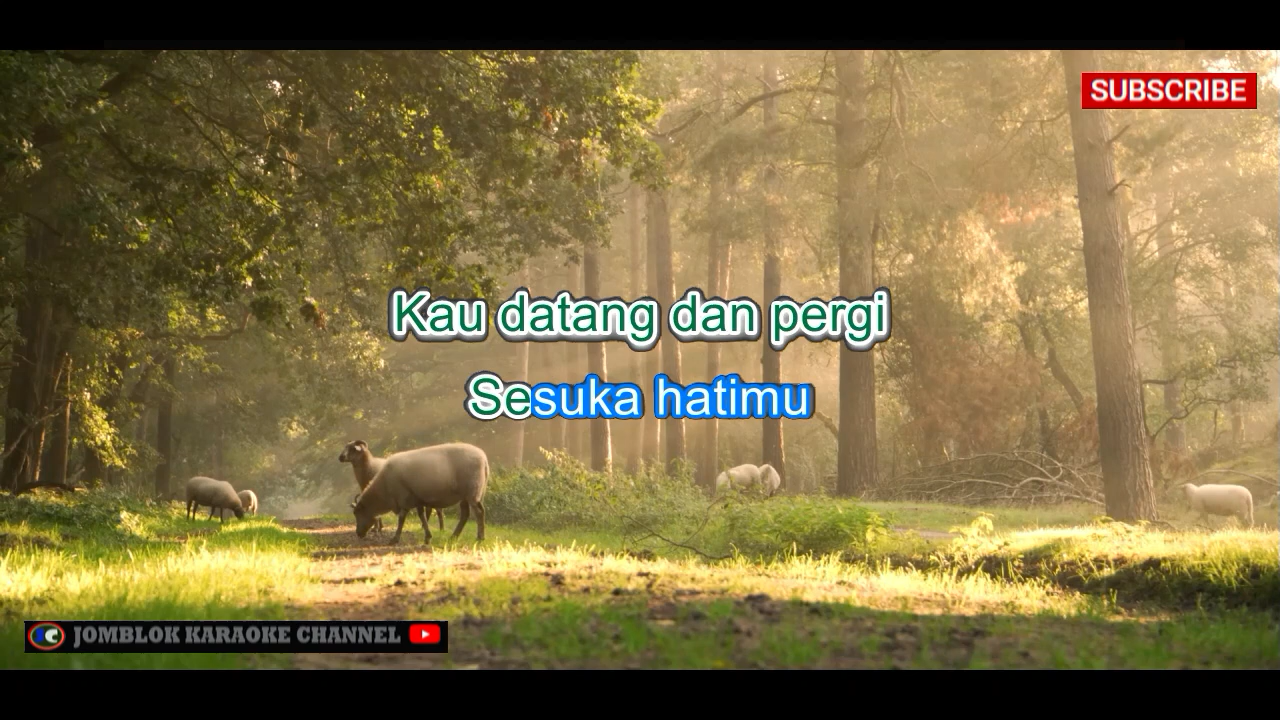 SUBSCRIBE
Kau datang dan pergi
Sesuka hatimu
JOMBLOK KARAOKE CHANNEL